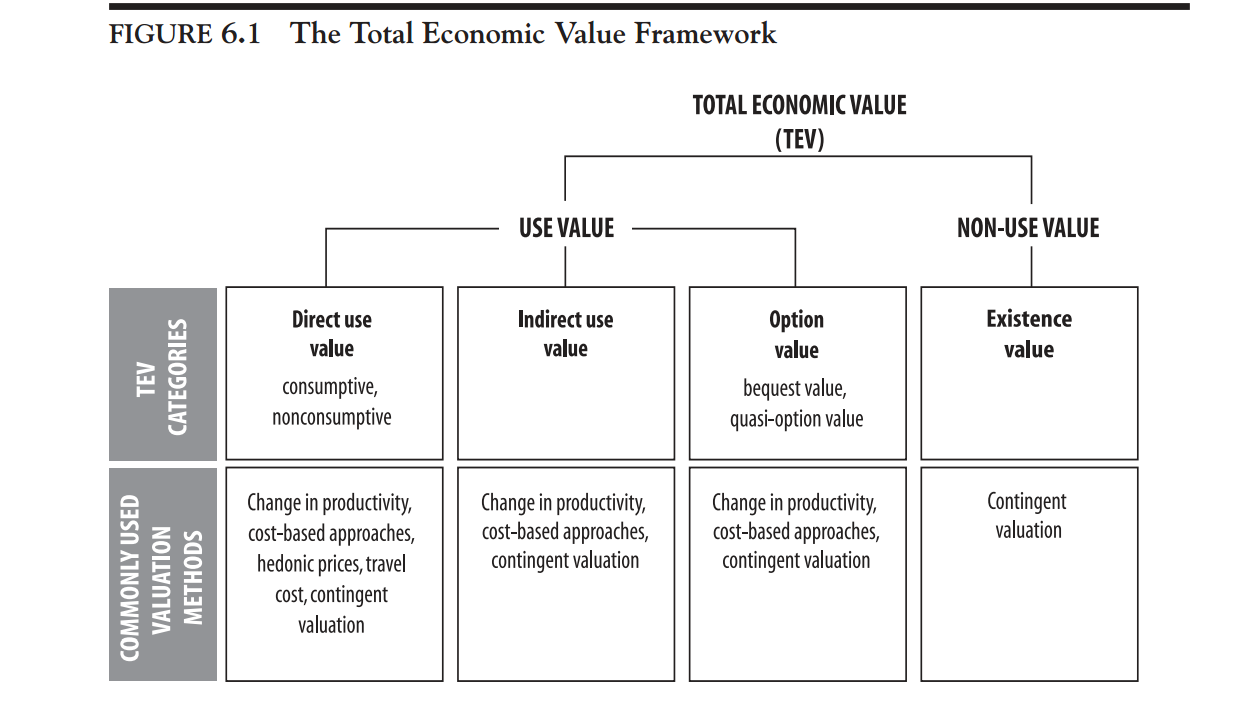 FIGURE 6.1 The Total Economic Value Framework
TOTAL ECONOMIC VALUE
(TEV)
USE VALUE
NON-USE VALUE
TEV
CATEGORIES
Direct use
value
consumptive,
nonconsumptive
Indirect use
value
Option
value
bequest value,
quasi-option value
Existence
value
COMMONLY USED
VALUATION
METHODS
Change in productivity,
cost-based approaches,
hedonic prices, travel
cost, contingent
valuation
Change in productivity,
cost-based approaches,
contingent valuation
Change in productivity,
cost-based approaches,
contingent valuation
Contingent
valuation